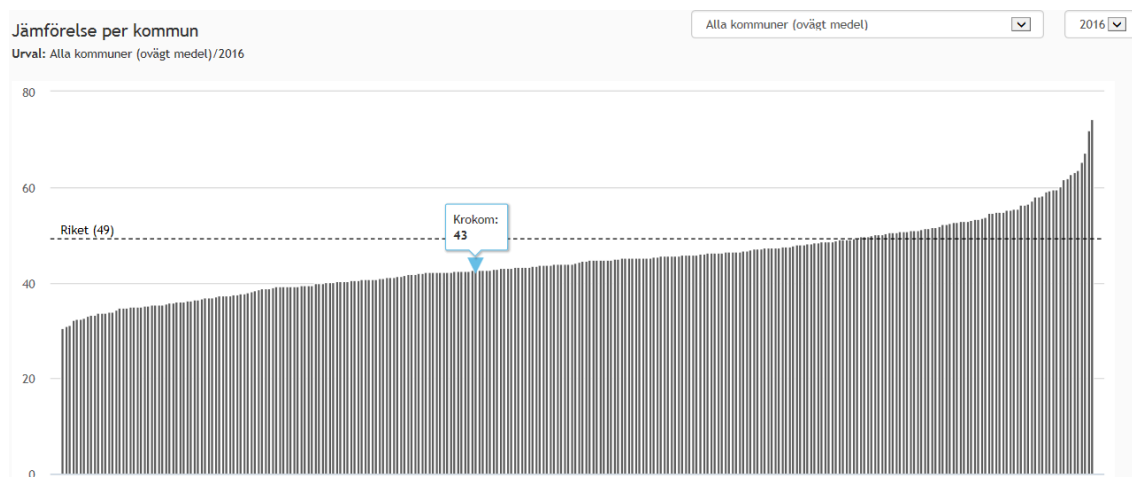 Jämförelse per kommun
Urval: Alla kommuner (ovägt medel)/2016
Alla kommuner (ovägt medel)
2016
80
60
Krokom:
43
Riket (49)
40
20
0